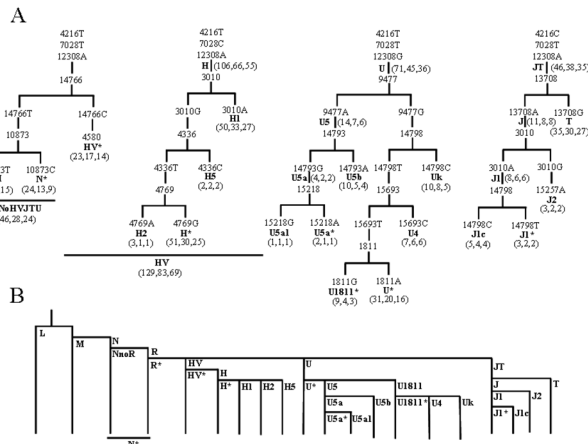 A
4216T 4216T 4216T 4216C
7028T 7028C 12308G 12308A
12308A 12308A U (71,45,36) JT (46,38,35)
H (106,66,55)
14766 3010 9477 13708
14766T 14766C 3010G 3010A 9477A 9477G 13708A 13708G
H1 U5 (14,7,6) J (11,8,8) T
(50,33,27) (35,30,27)
10873 4580 4336 14793 14798 3010
HV*
(23,17,14)
10873C 4336T 4336C 14793G 14793A 14798T 14798C 3010A 3010G
N* H5 U5a (4,2,2) U5b Uk J1 (8,6,6)
(24,13,9) (2,2,2) (10,5,4) (10,8,5)
4769 15218 15693 14798 15257A
J2
(3,2,2)
NoHVJTU
46,28,24)
4769A 4769G 15218G 15218A 15693T 15693C 14798C 14798T
H2 H* U5a1 U5a* U4 J1c J1*
(3,1,1) (51,30,25) (1,1,1) (2,1,1) (7,6,6) (5,4,4) (3,2,2)
1811
HV
(129,83,69)
1811G 1811A
U1811* U*
(9,4,3) (31,20,16)
B
L M N R
NnoR R* HV HV* H U JT
H* H1 H2 H5 U* U5 U1811 J T
U5a U5b U1811* U4 Uk J1 J2
U5a* U5a1 J1* J1c
N*